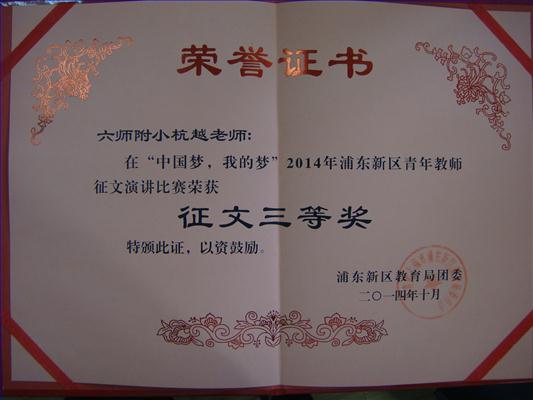 荣誉证书
六师附小杭越老师:
在“中国梦,我的梦”2014年浦东新区青年教师
征文演讲比赛荣获
征文三等奖
特颁此证,以资鼓励。
浦东新区教育局团委
二〇一四年十月